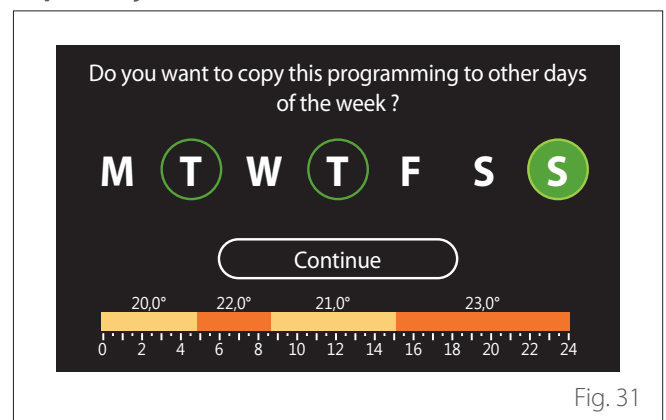 Do you want to copy this programming to other days
of the week ?
M T W T F S S
Continue
20,0° 22,0° 21,0° 23,0°
0 2 4 6 8 10 12 14 16 18 20 22 24
Fig. 31